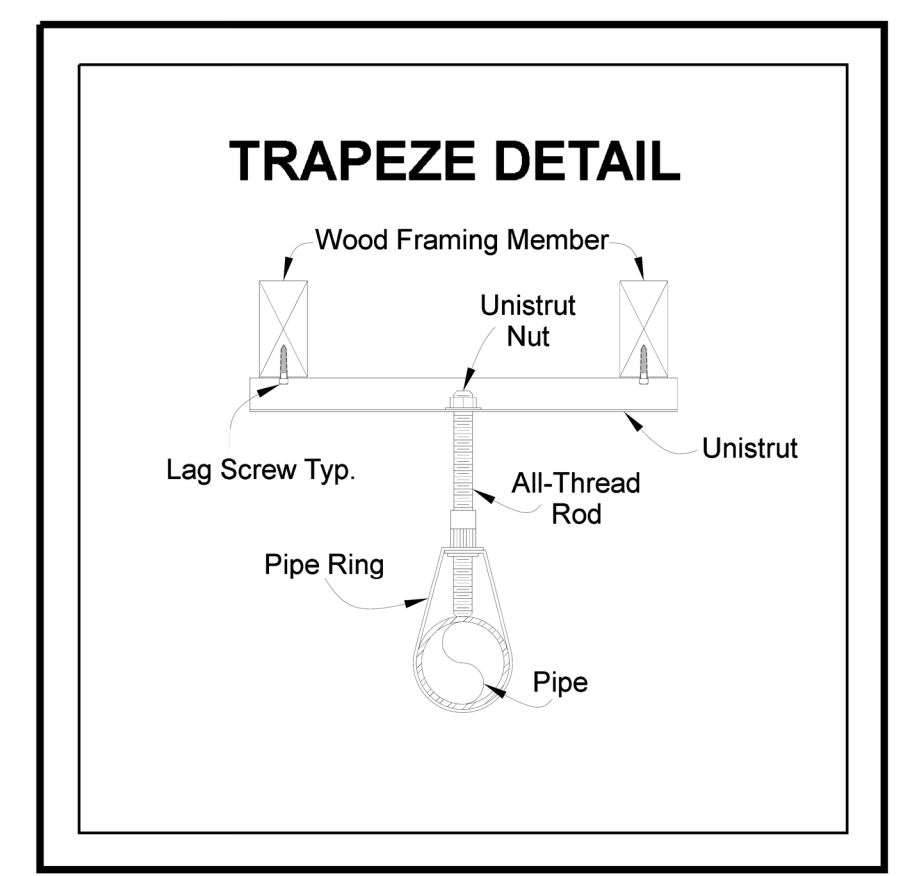 TRAPEZE DETAIL
Wood Framing Member
Unistrut
Nut
Unistrut
Lag Screw Typ.
All-Thread
Rod
Pipe Ring
Pipe